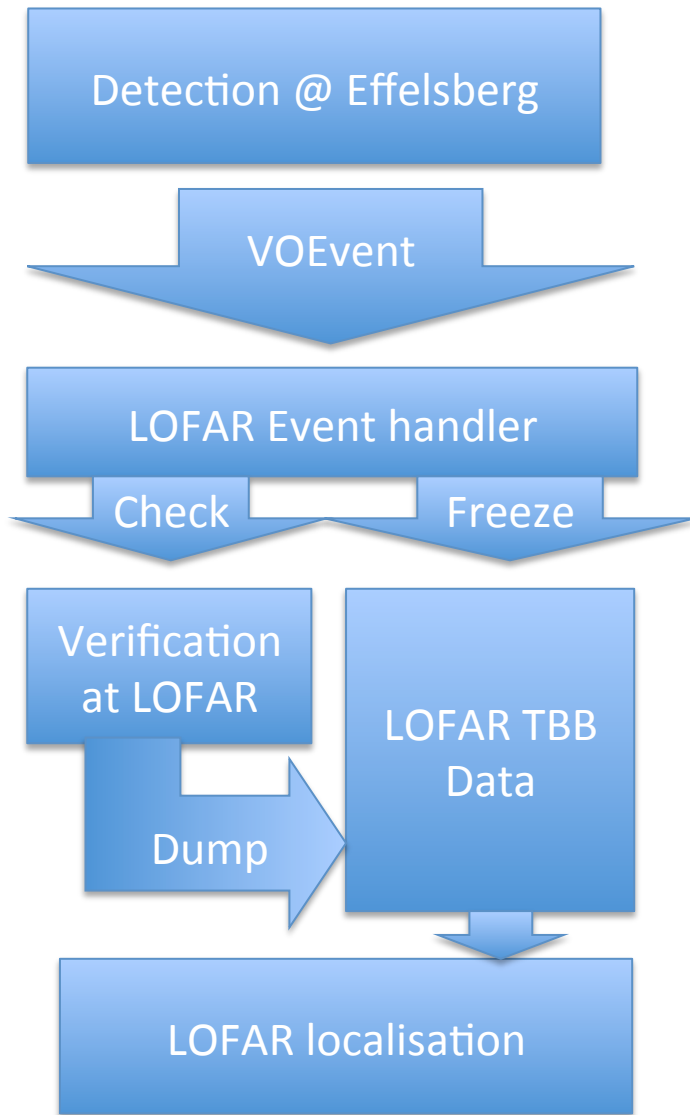 Detection @ Effelsberg
VOEvent
LOFAR Event handler
Check
Freeze
Verification
at LOFAR
LOFAR TBB
Data
Dump
LOFAR localisation